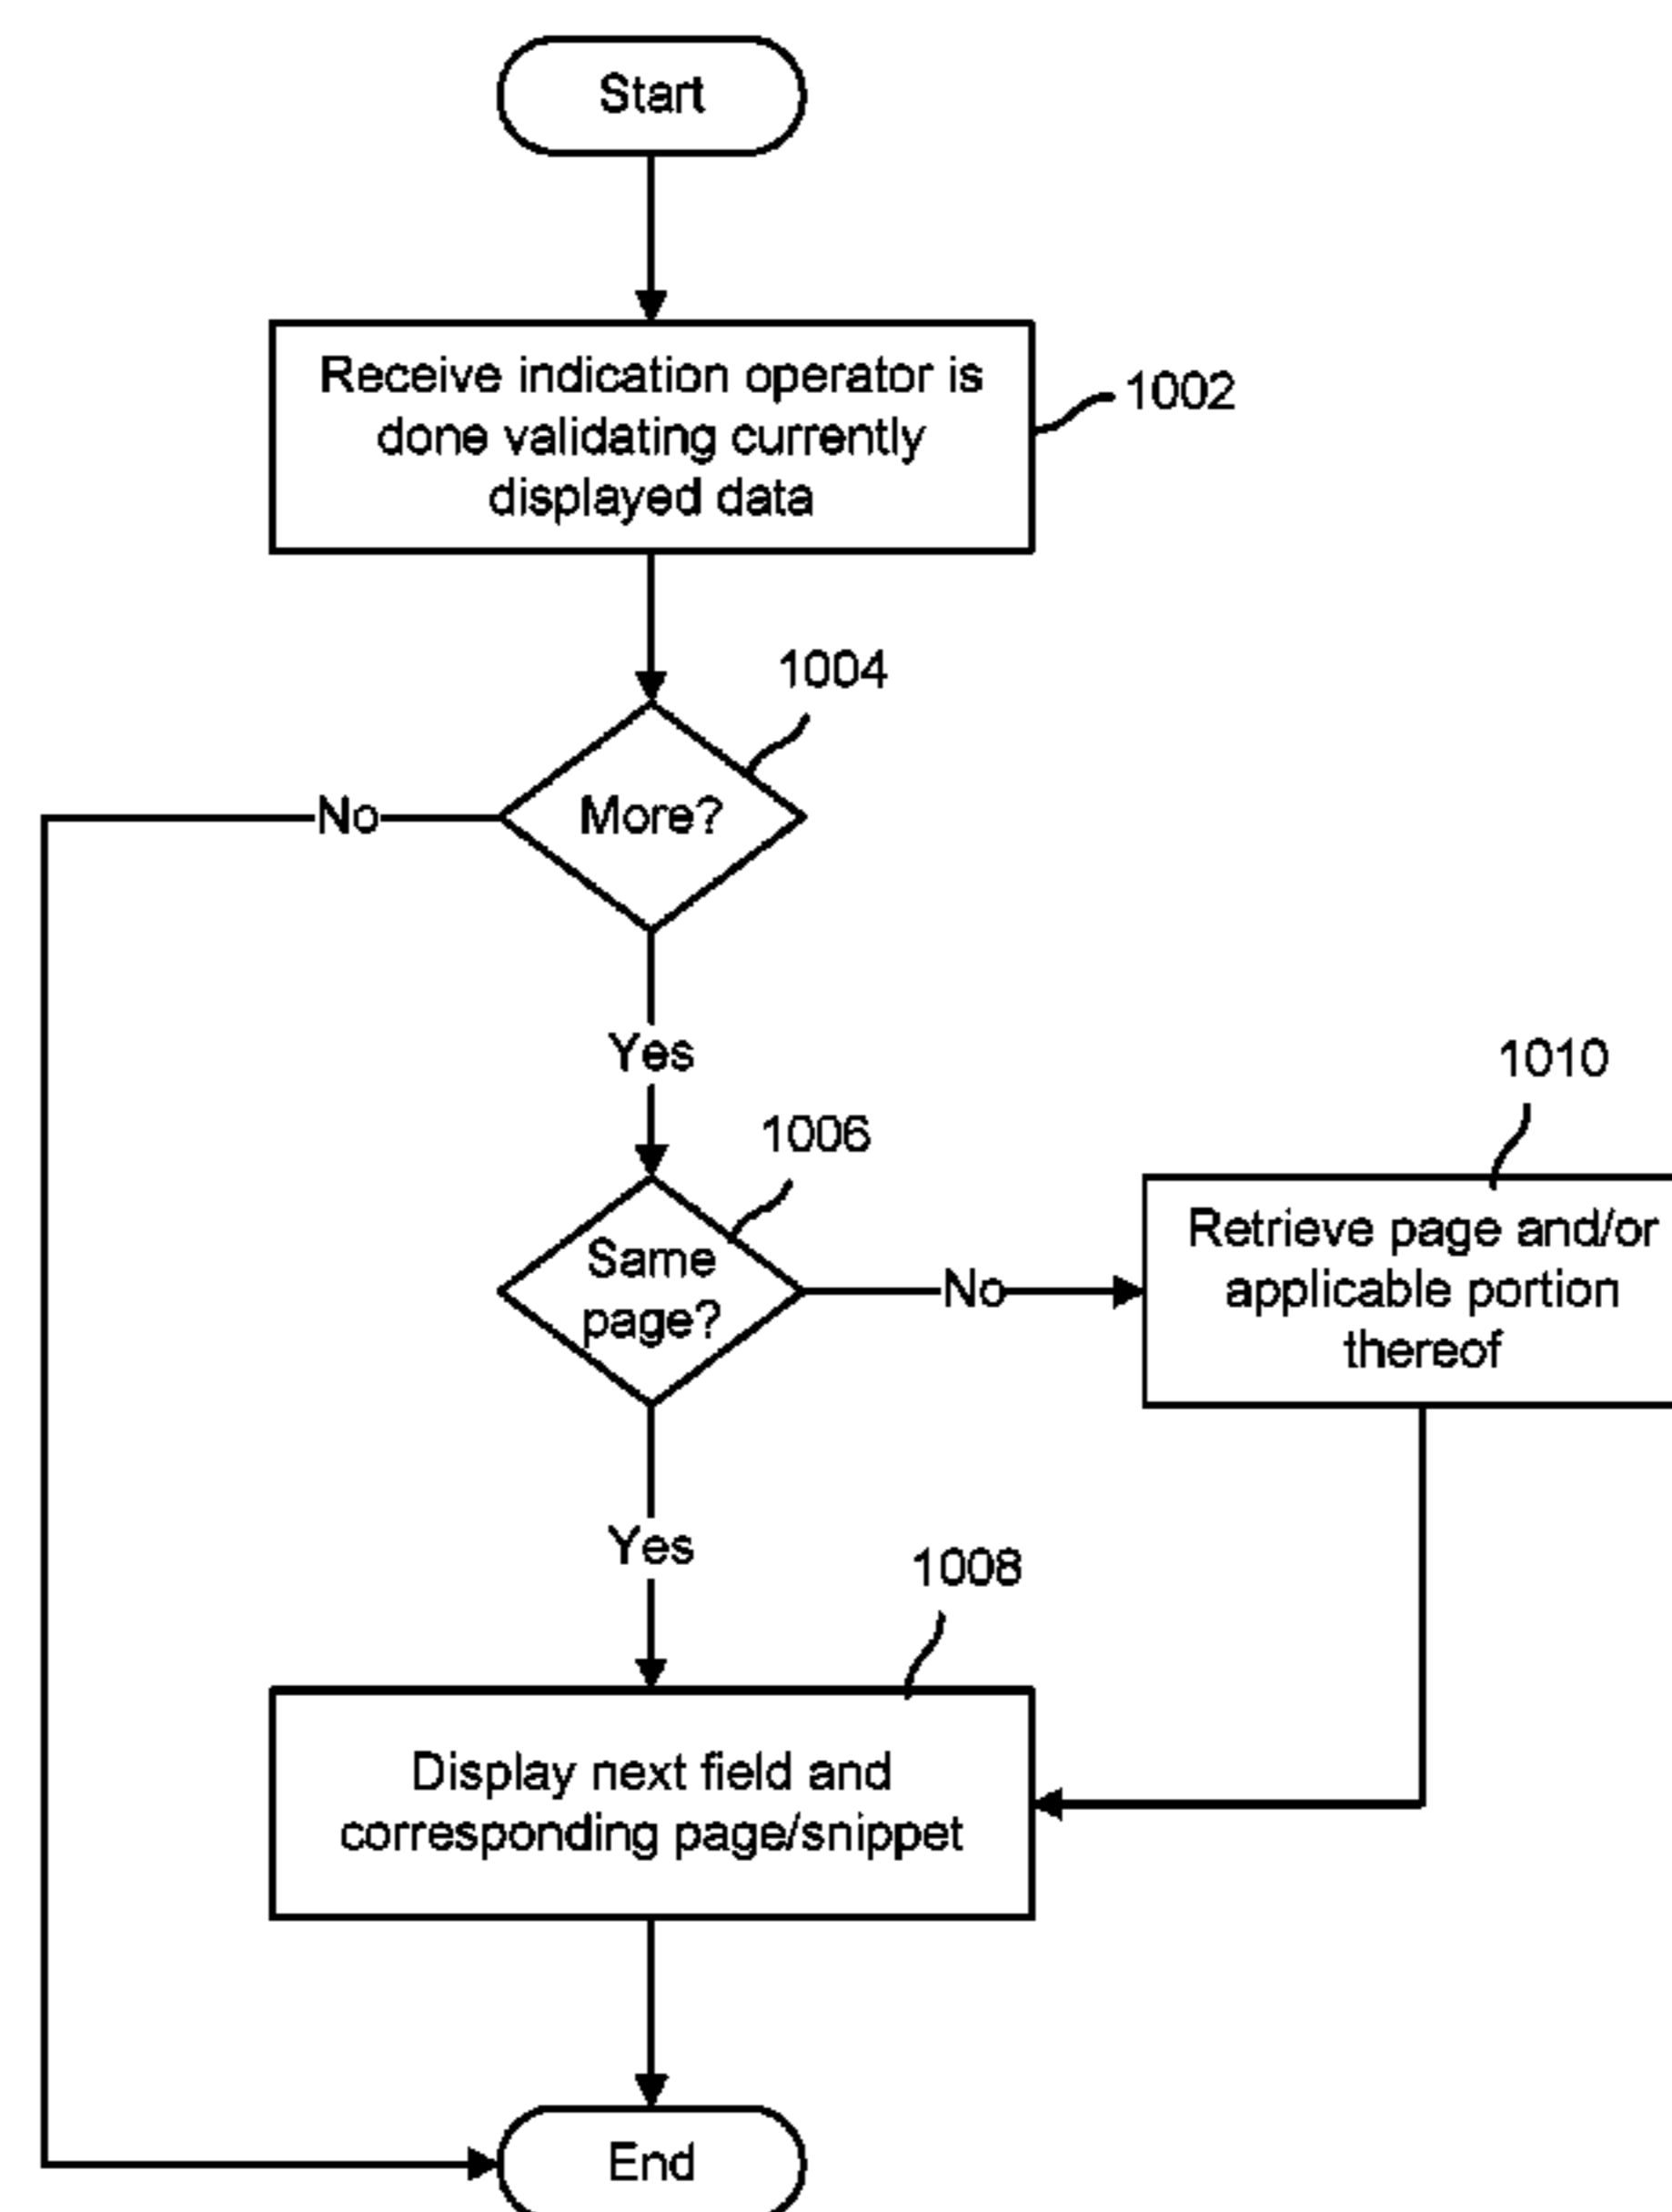 Start
Receive indication operator is
done validating currently
displayed data
1002
1004
More?
No
Yes
1006
1010
Same
page?
No
Retrieve page and/or
applicable portion
thereof
Yes
1008
Display next field and
corresponding page/snippet
End